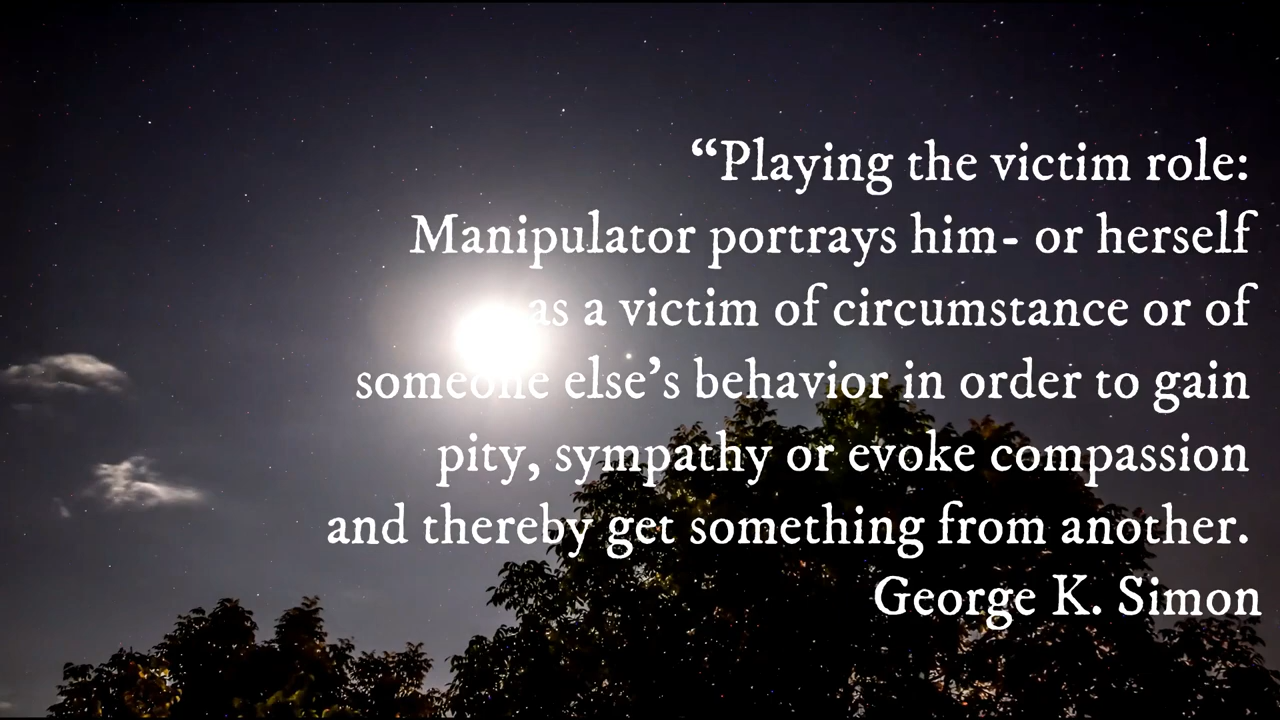 “Playing the victim role:
Manipulator portrays him- or herself
as a victim of circumstance or of
someone else’s behavior in order to gain
pity, sympathy or evoke compassion
and thereby get something from another.
George K. Simon